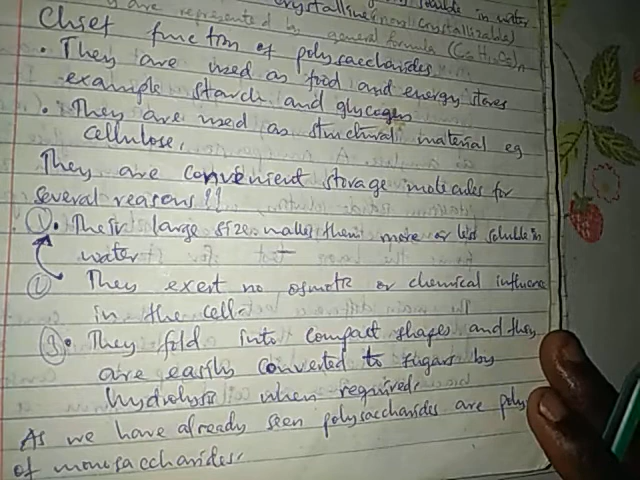 crystalline (non crystallizable)
y are represented by general formula (C6H10O5)n
Chief function of polysaccharides
• They are used as food and energy stores
example starch and glycogen
• They are used as structural material eg
cellulose.
They are convenient storage molecules for
several reasons!!
①. Their large size makes them more or less soluble in
water
② They exert no osmotic or chemical influence
in the cell.
③• They fold into compact shapes and they
are easily converted to sugars by
hydrolysis when required.
As we have already seen polysaccharides are poly
of monosaccharides.